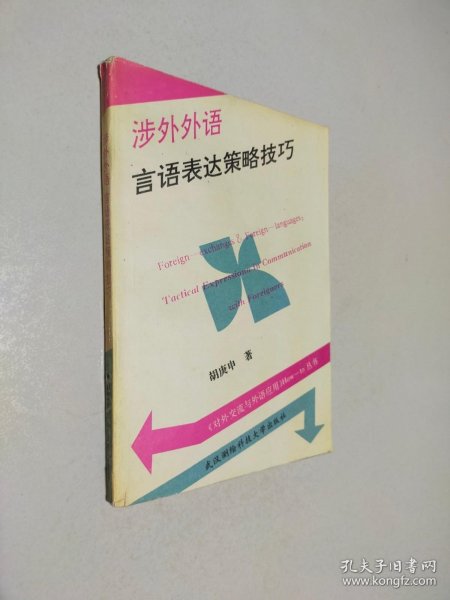 涉外外语
言语表达策略技巧
Foreign—exchanges & Foreign—languages:
Tactical Expressions in Communication
with Foreigners
胡庚申 著
《对外交流与外语应用》How—to丛书
武汉测绘科技大学出版社
孔夫子旧书网
www.kongfz.com